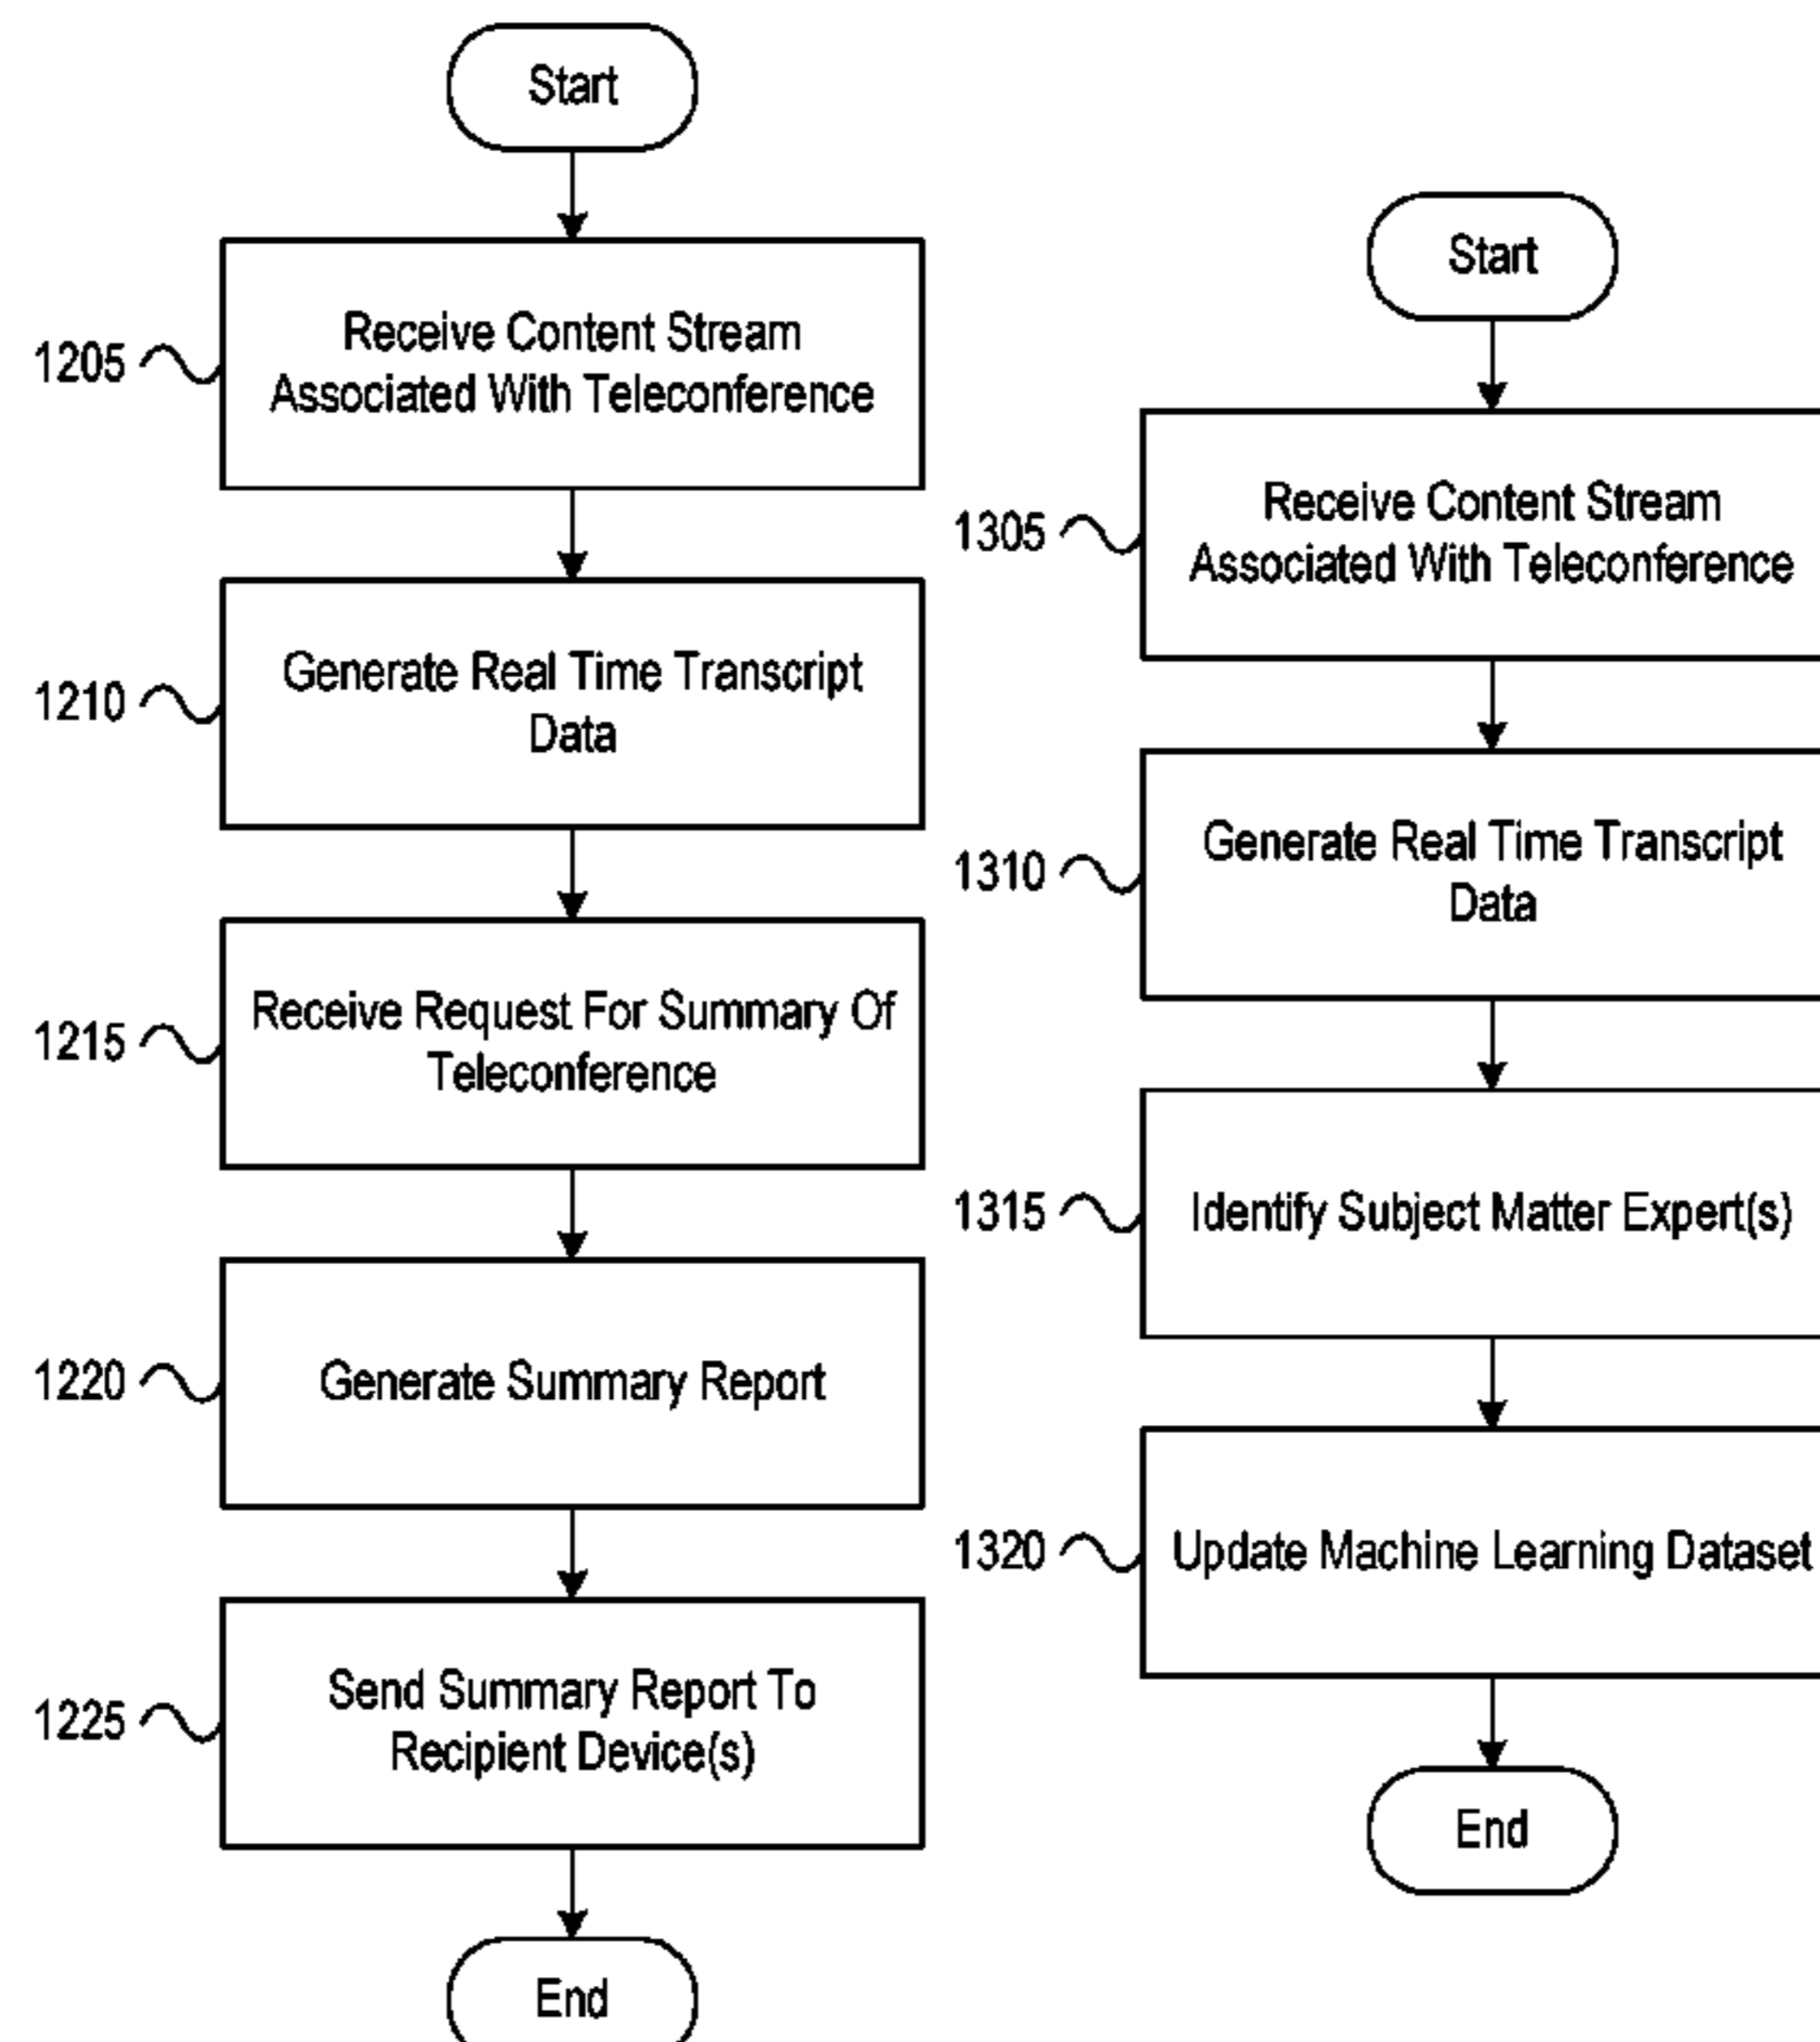 Start
1205
Receive Content Stream
Associated With Teleconference
1210
Generate Real Time Transcript
Data
1215
Receive Request For Summary Of
Teleconference
1220
Generate Summary Report
1225
Send Summary Report To
Recipient Device(s)
End
Start
1305
Receive Content Stream
Associated With Teleconference
1310
Generate Real Time Transcript
Data
1315
Identify Subject Matter Expert(s)
1320
Update Machine Learning Dataset
End